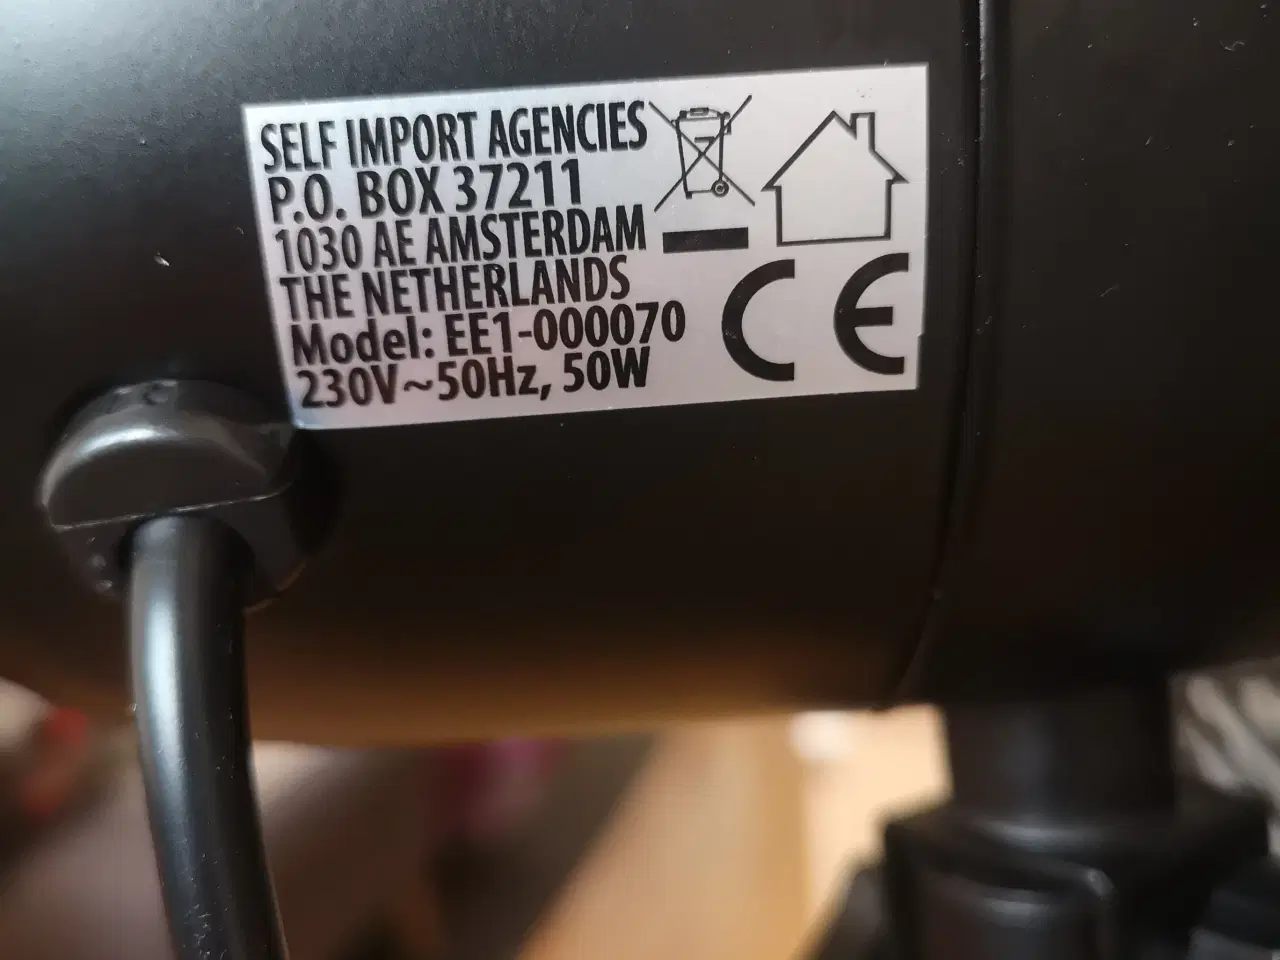 SELF IMPORT AGENCIES
P.O. BOX 37211
1030 AE AMSTERDAM
THE NETHERLANDS
Model: EE1-000070
230V~50Hz, 50W
CE